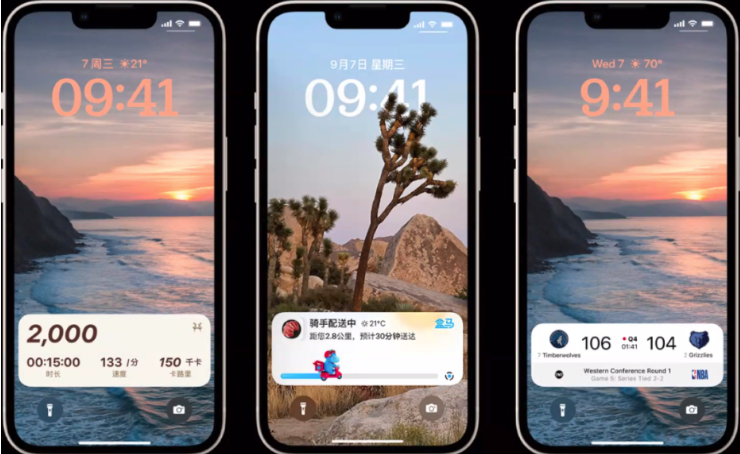 7 周三 21°
09:41
2,000
00:15:00 133 /分 150 千卡
时长 速度 卡路里
9月7日 星期三
09:41
骑手配送中 21°C 盒马
距您2.8公里，预计30分钟送达
Wed 7 70°
9:41
106 Q4 104
01:41
7 Timberwolves 2 Grizzlies
Western Conference Round 1
Game 5: Series Tied 2-2
NBA